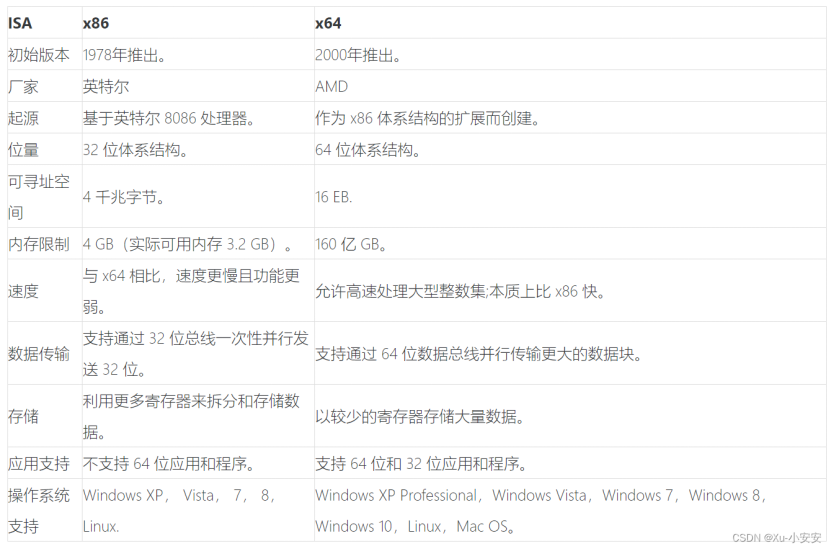 ISA x86 x64
初始版本 1978年推出。 2000年推出。
厂家 英特尔 AMD
起源 基于英特尔 8086 处理器。 作为 x86 体系结构的扩展而创建。
位量 32 位体系结构。 64 位体系结构。
可寻址空
间
4 千兆字节。 16 EB.
内存限制 4 GB（实际可用内存 3.2 GB）。 160 亿 GB。
速度
与 x64 相比，速度更慢且功能更
弱。
允许高速处理大型整数集;本质上比 x86 快。
数据传输
支持通过 32 位总线一次性并行发
送 32 位。
支持通过 64 位数据总线并行传输更大的数据块。
存储
利用更多寄存器来拆分和存储数
据。
以较少的寄存器存储大量数据。
应用支持 不支持 64 位应用和程序。 支持 64 位和 32 位应用和程序。
操作系统
支持
Windows XP， Vista， 7， 8，
Linux.
Windows XP Professional，Windows Vista，Windows 7，Windows 8，
Windows 10，Linux，Mac OS。
CSDN @Xu-小安安